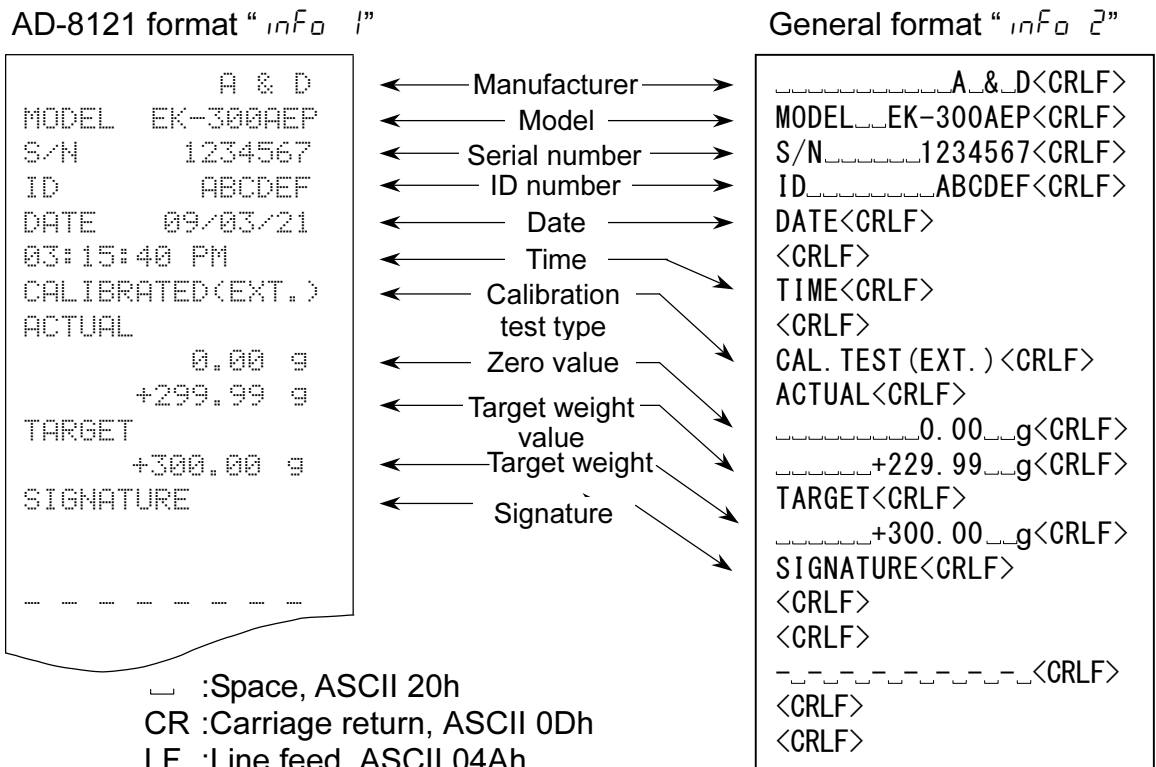 AD-8121 format “ inFo 1”
A & D
MODEL EK-300AEP
S/N 1234567
ID ABCDEF
DATE 09/03/21
03:15:40 PM
CALIBRATED(EXT.)
ACTUAL
0.00 g
+299.99 g
TARGET
+300.00 g
SIGNATURE
_ _ _ _ _ _ _ _
Manufacturer
Model
Serial number
ID number
Date
Time
Calibration
test type
Zero value
Target weight
value
Target weight
Signature
General format “ inFo 2”
␣␣␣␣␣␣␣␣␣␣␣A␣&␣D<CRLF>
MODEL␣␣EK-300AEP<CRLF>
S/N␣␣␣␣␣␣1234567<CRLF>
ID␣␣␣␣␣␣␣␣ABCDEF<CRLF>
DATE<CRLF>
<CRLF>
TIME<CRLF>
<CRLF>
CAL.TEST(EXT.)<CRLF>
ACTUAL<CRLF>
␣␣␣␣␣␣␣␣␣0.00␣␣g<CRLF>
␣␣␣␣␣␣+229.99␣␣g<CRLF>
TARGET<CRLF>
␣␣␣␣␣␣+300.00␣␣g<CRLF>
SIGNATURE<CRLF>
<CRLF>
<CRLF>
-␣-␣-␣-␣-␣-␣-␣-␣<CRLF>
<CRLF>
<CRLF>
␣ :Space, ASCII 20h
CR :Carriage return, ASCII 0Dh
LF :Line feed, ASCII 04Ah